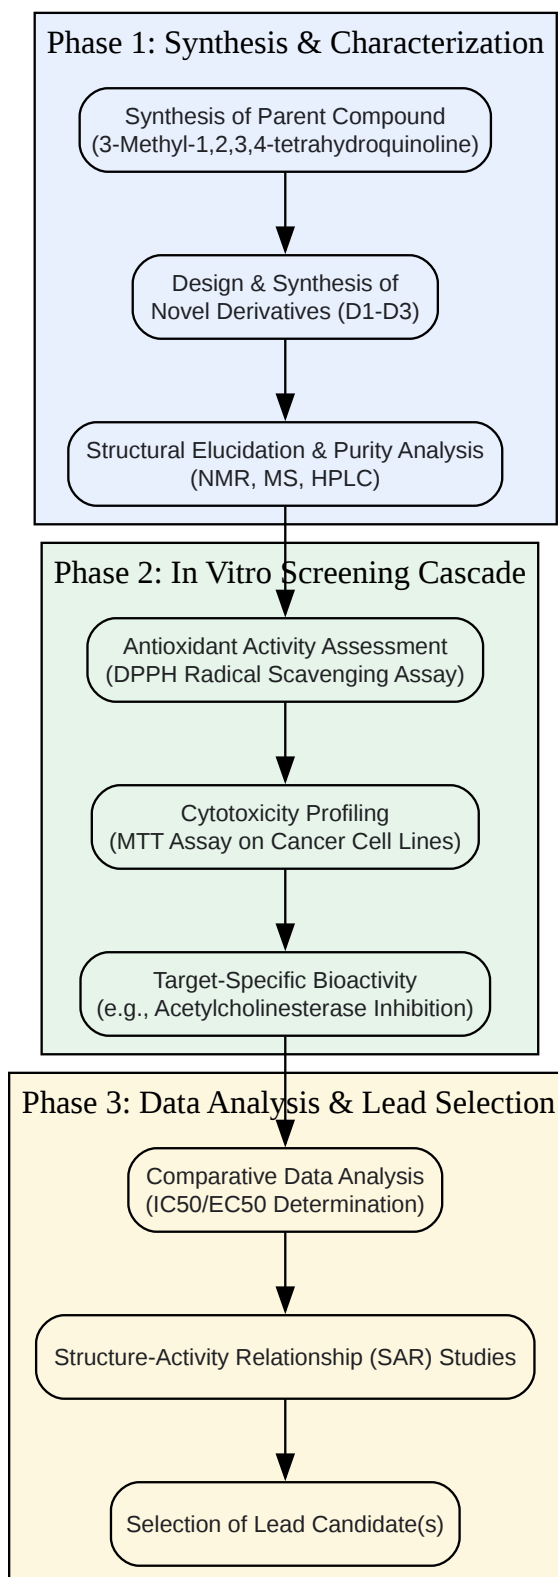 Phase 1: Synthesis & Characterization
Synthesis of Parent Compound
(3-Methyl-1,2,3,4-tetrahydroquinoline)
Design & Synthesis of
Novel Derivatives (D1-D3)
Structural Elucidation & Purity Analysis
(NMR, MS, HPLC)
Phase 2: In Vitro Screening Cascade
Antioxidant Activity Assessment
(DPPH Radical Scavenging Assay)
Cytotoxicity Profiling
(MTT Assay on Cancer Cell Lines)
Target-Specific Bioactivity
(e.g., Acetylcholinesterase Inhibition)
Phase 3: Data Analysis & Lead Selection
Comparative Data Analysis
(IC50/EC50 Determination)
Structure-Activity Relationship (SAR) Studies
Selection of Lead Candidate(s)